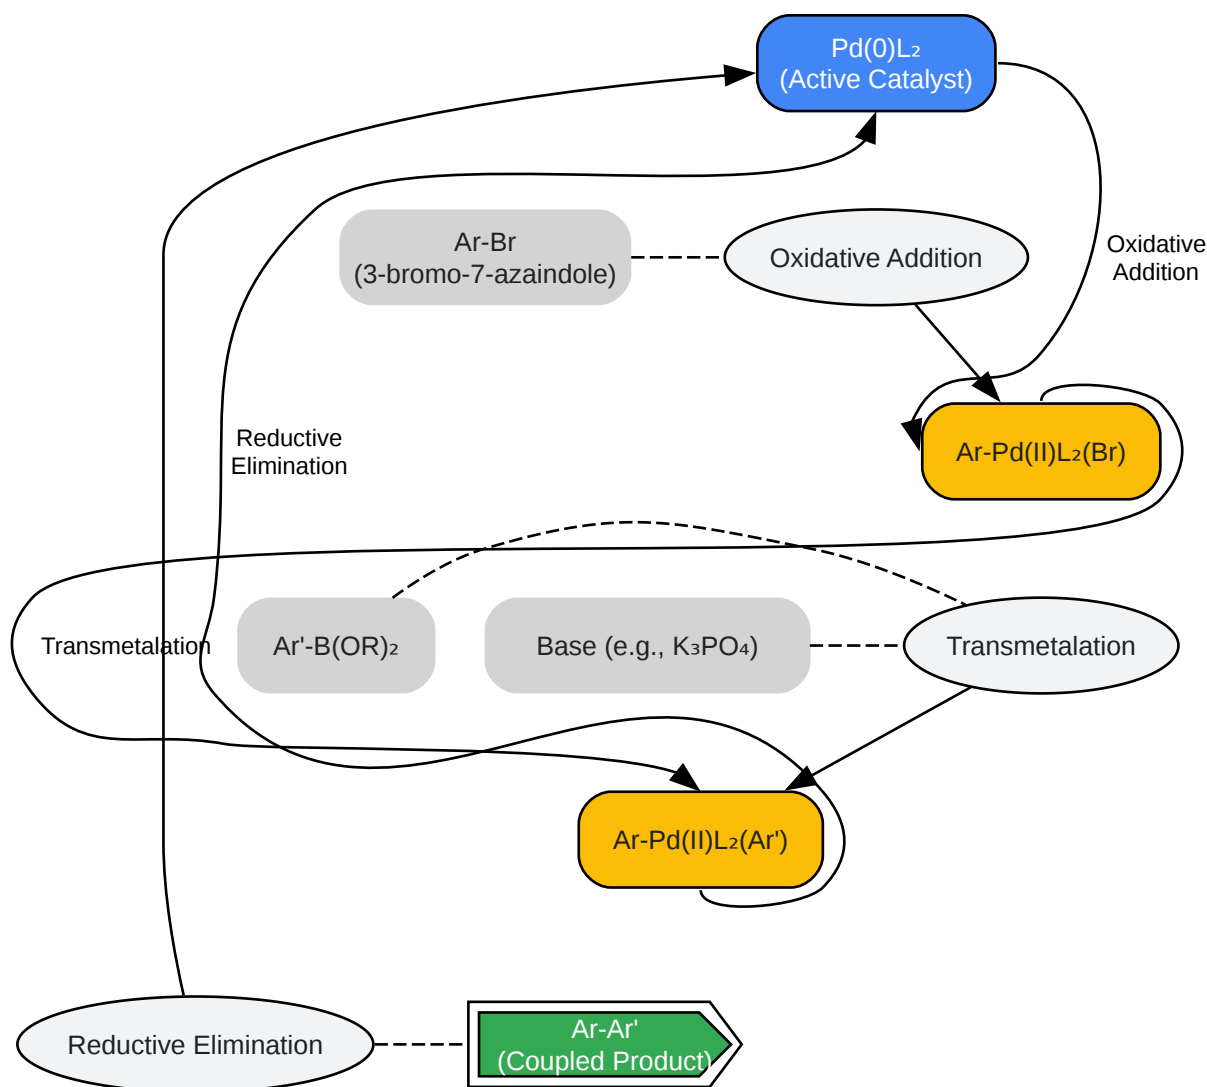 Pd(0)L₂
(Active Catalyst)
Ar-Br
(3-bromo-7-azaindole)
Oxidative Addition
Oxidative
Addition
Reductive
Elimination
Ar-Pd(II)L₂(Br)
Transmetalation
Ar'-B(OR)₂
Base (e.g., K₃PO₄)
Transmetalation
Ar-Pd(II)L₂(Ar')
Reductive Elimination
Ar-Ar'
(Coupled Product)